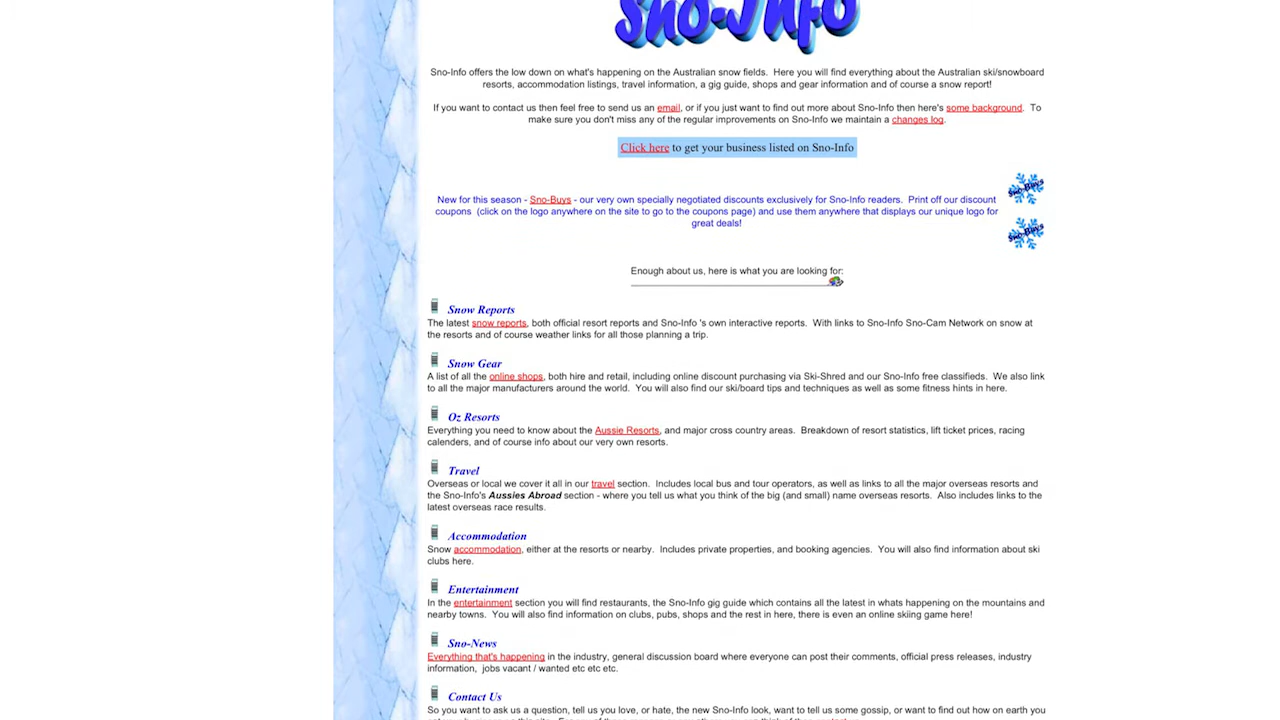 Sno-Info
Sno-Info offers the low down on what's happening on the Australian snow fields.  Here you will find everything about the Australian ski/snowboard
resorts, accommodation listings, travel information, a gig guide, shops and gear information and of course a snow report!
If you want to contact us then feel free to send us an email, or if you just want to find out more about Sno-Info then here's some background.  To
make sure you don't miss any of the regular improvements on Sno-Info we maintain a changes log.
Click here to get your business listed on Sno-Info
Sno-Buys
New for this season - Sno-Buys - our very own specially negotiated discounts exclusively for Sno-Info readers.  Print off our discount
coupons  (click on the logo anywhere on the site to go to the coupons page) and use them anywhere that displays our unique logo for
great deals!
Sno-Buys
Enough about us, here is what you are looking for:
Snow Reports
The latest snow reports, both official resort reports and Sno-Info 's own interactive reports.  With links to Sno-Info Sno-Cam Network on snow at
the resorts and of course weather links for all those planning a trip.
Snow Gear
A list of all the online shops, both hire and retail, including online discount purchasing via Ski-Shred and our Sno-Info free classifieds.  We also link
to all the major manufacturers around the world.  You will also find our ski/board tips and techniques as well as some fitness hints in here.
Oz Resorts
Everything you need to know about the Aussie Resorts, and major cross country areas.  Breakdown of resort statistics, lift ticket prices, racing
calenders, and of course info about our very own resorts.
Travel
Overseas or local we cover it all in our travel section.  Includes local bus and tour operators, as well as links to all the major overseas resorts and
the Sno-Info's Aussies Abroad section - where you tell us what you think of the big (and small) name overseas resorts.  Also includes links to the
latest overseas race results.
Accommodation
Snow accommodation, either at the resorts or nearby.  Includes private properties, and booking agencies.  You will also find information about ski
clubs here.
Entertainment
In the entertainment section you will find restaurants, the Sno-Info gig guide which contains all the latest in whats happening on the mountains and
nearby towns.  You will also find information on clubs, pubs, shops and the rest in here, there is even an online skiing game here!
Sno-News
Everything that's happening in the industry, general discussion board where everyone can post their comments, official press releases, industry
information,  jobs vacant / wanted etc etc etc.
Contact Us
So you want to ask us a question, tell us you love, or hate, the new Sno-Info look, want to tell us some gossip, or want to find out how on earth you